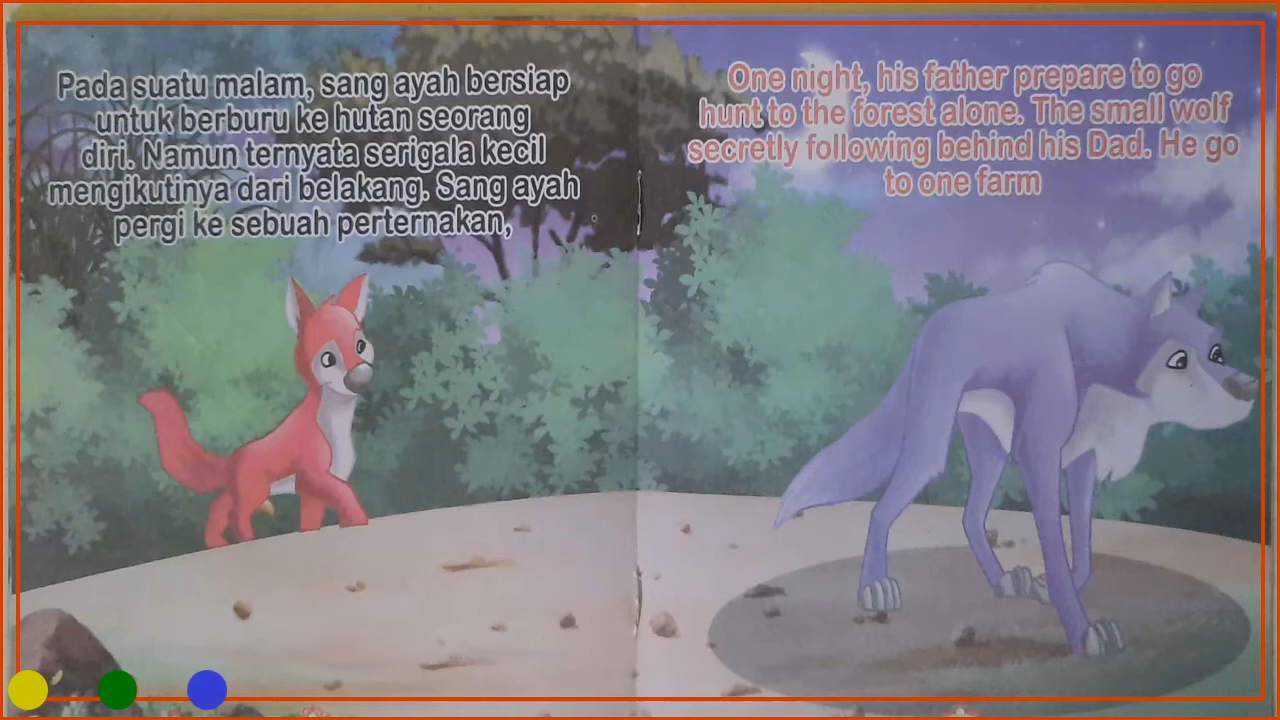 Pada suatu malam, sang ayah bersiap
untuk berburu ke hutan seorang
diri. Namun ternyata serigala kecil
mengikutinya dari belakang. Sang ayah
pergi ke sebuah perternakan,
One night, his father prepare to go
hunt to the forest alone. The small wolf
secretly following behind his Dad. He go
to one farm